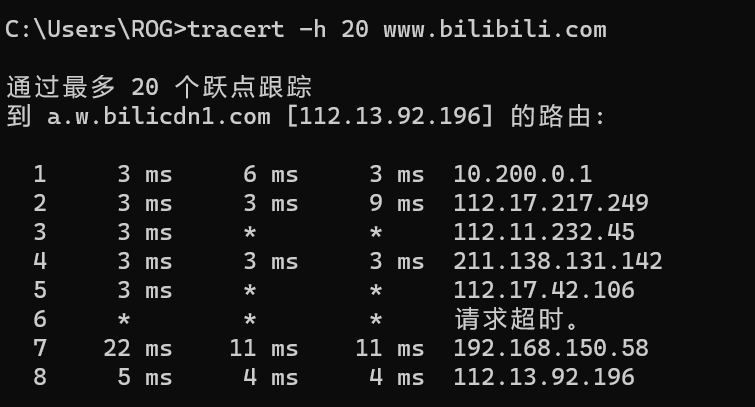 C:\Users\ROG>tracert -h 20 www.bilibili.com
通过最多 20 个跃点跟踪
到 a.w.bilicdn1.com [112.13.92.196] 的路由:
1 3 ms 6 ms 3 ms 10.200.0.1
2 3 ms 3 ms 9 ms 112.17.217.249
3 3 ms * * 112.11.232.45
4 3 ms 3 ms 3 ms 211.138.131.142
5 3 ms * * 112.17.42.106
6 * * * 请求超时。
7 22 ms 11 ms 11 ms 192.168.150.58
8 5 ms 4 ms 4 ms 112.13.92.196